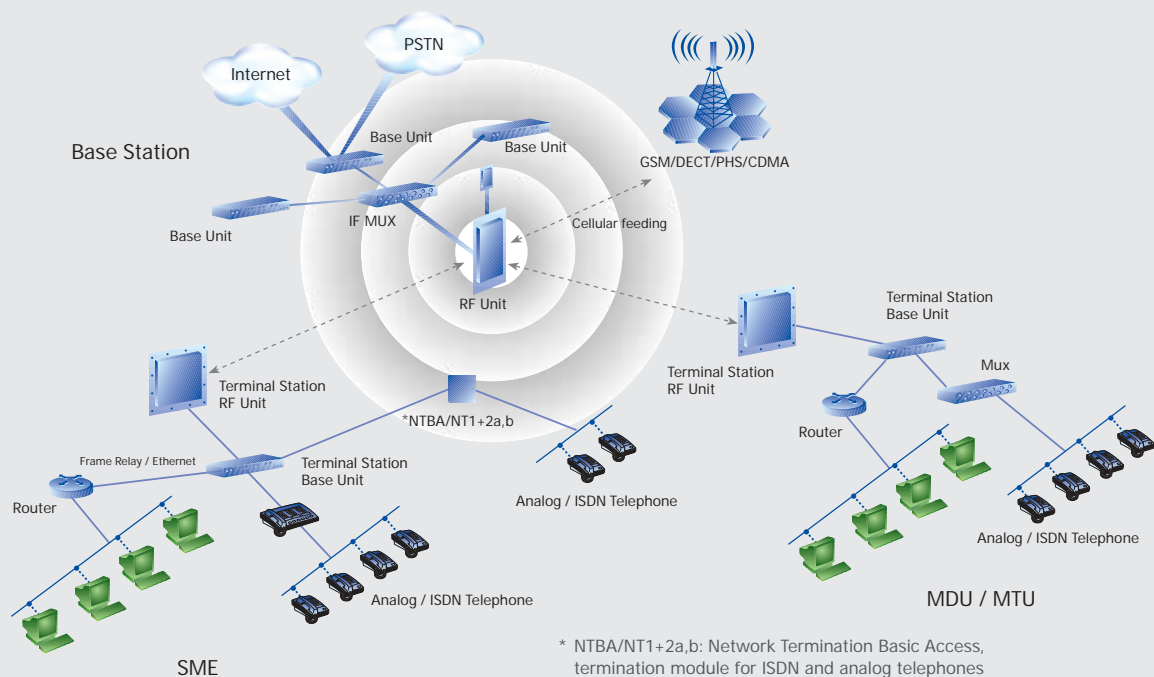 PSTN
Internet
Base Unit
Base Unit
Base Station
GSM/DECT/PHS/CDMA
IF MUX
Cellular feeding
Base Unit
RF Unit
Terminal Station
Base Unit
Terminal Station
RF Unit
Terminal Station
RF Unit
Mux
*NTBA/NT1+2a,b
Router
Frame Relay / Ethernet
Terminal Station
Base Unit
Router
Analog / ISDN Telephone
Analog / ISDN Telephone
Analog / ISDN Telephone
MDU / MTU
SME
* NTBA/NT1+2a,b: Network Termination Basic Access,
termination module for ISDN and analog telephones